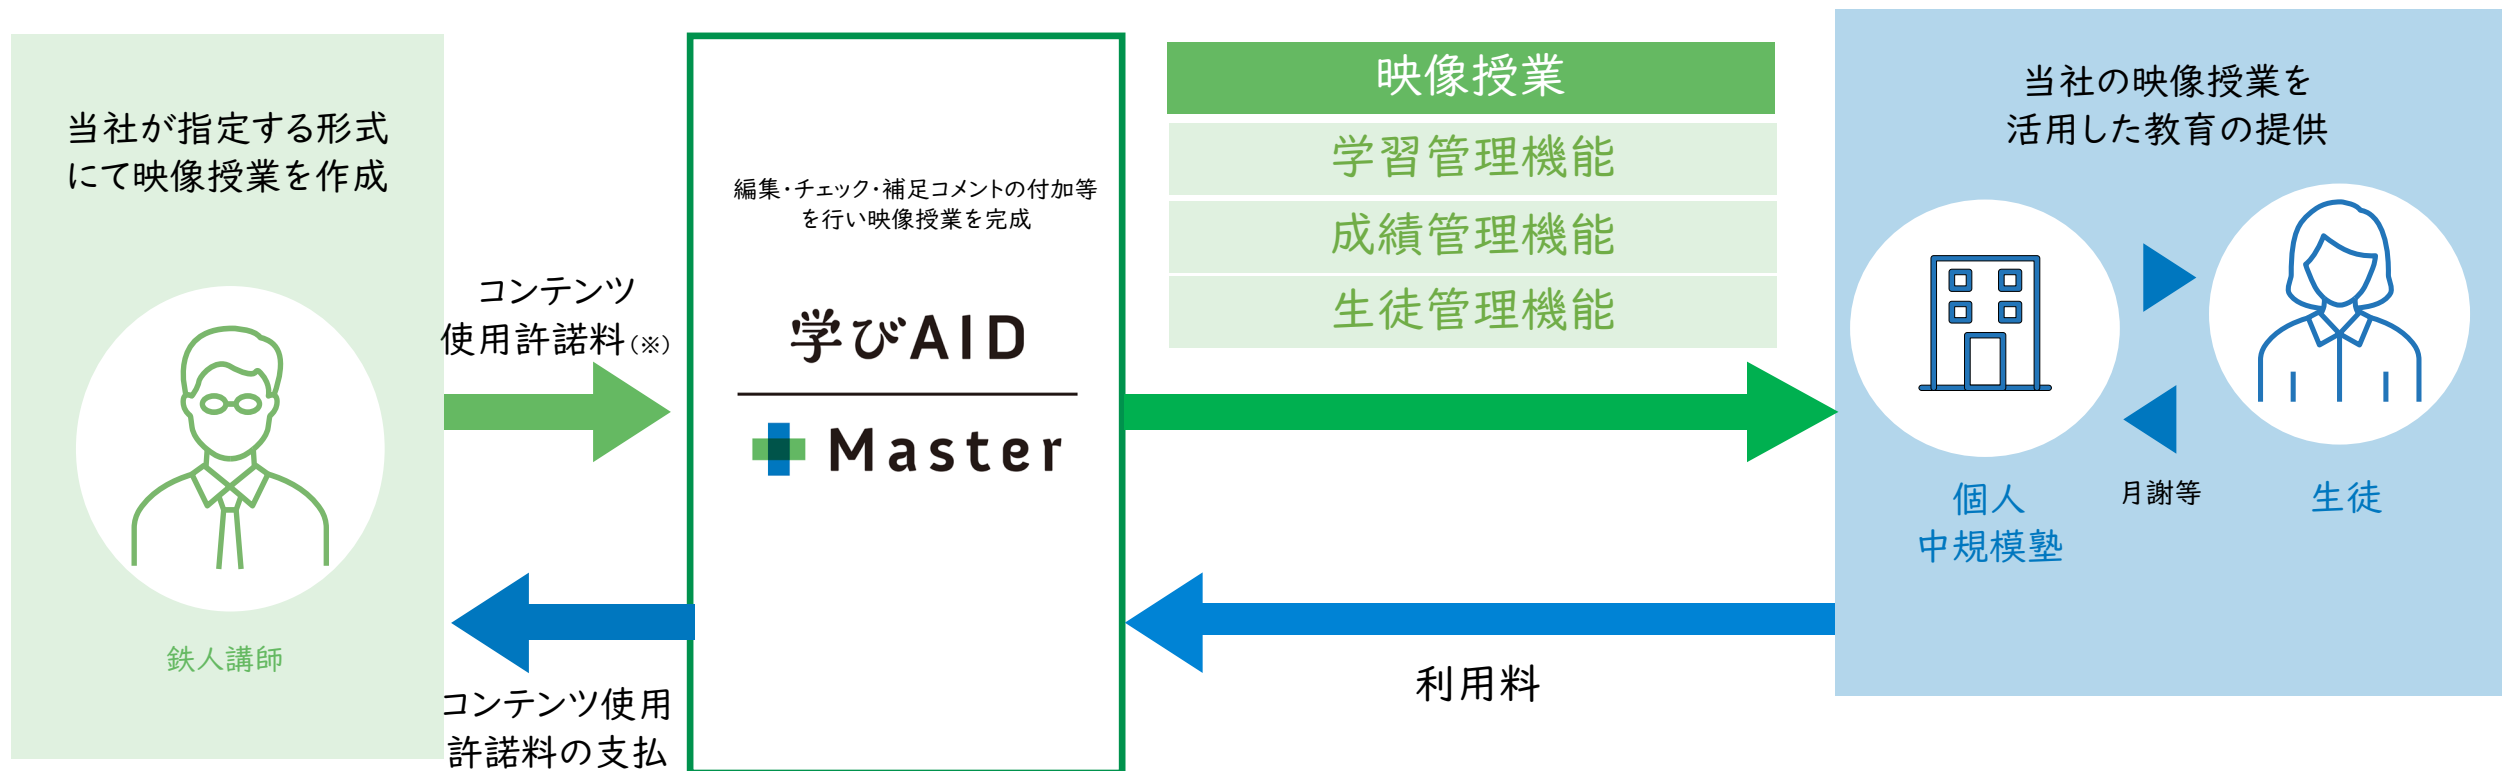 当社が指定する形式
にて映像授業を作成
鉄人講師
コンテンツ
使用許諾料(※)
コンテンツ使用
許諾料の支払
編集・チェック・補足コメントの付加等
を行い映像授業を完成
学びAID
Master
映像授業
学習管理機能
成績管理機能
生徒管理機能
利用料
当社の映像授業を
活用した教育の提供
個人
中規模塾
月謝等
生徒